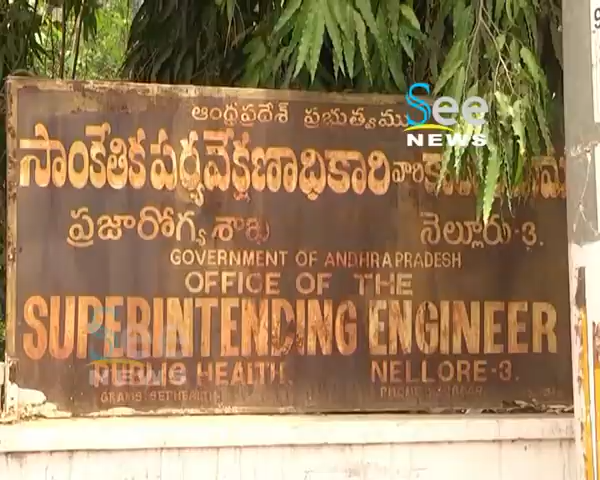 ఆంధ్రప్రదేశ్ ప్రభుత్వము
సాంకేతిక పర్యవేక్షణాధికారి వారి
ప్రజారోగ్య శాఖ నెల్లూరు-3.
GOVERNMENT OF ANDHRA PRADESH
OFFICE OF THE
SUPERINTENDING ENGINEER
PUBLIC HEALTH. NELLORE-3.
See
NEWS